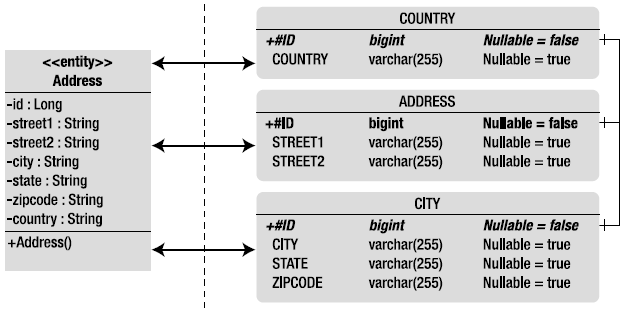 <<entity>>
Address
-id : Long
-street1 : String
-street2 : String
-city : String
-state : String
-zipcode : String
-country : String
+Address()
COUNTRY
+#ID bigint Nullable = false
COUNTRY varchar(255) Nullable = true
ADDRESS
+#ID bigint Nullable = false
STREET1 varchar(255) Nullable = true
STREET2 varchar(255) Nullable = true
CITY
+#ID bigint Nullable = false
CITY varchar(255) Nullable = true
STATE varchar(255) Nullable = true
ZIPCODE varchar(255) Nullable = true